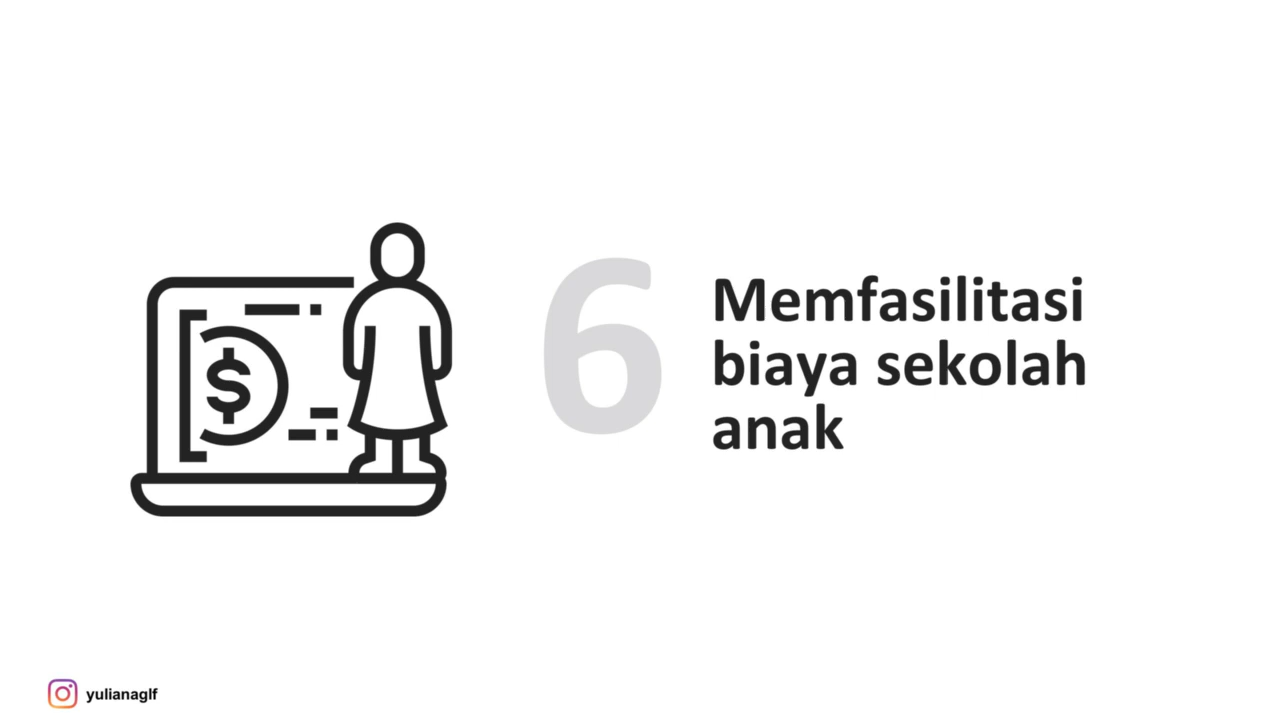 6
Memfasilitasi
biaya sekolah
anak
$
yulianaglf